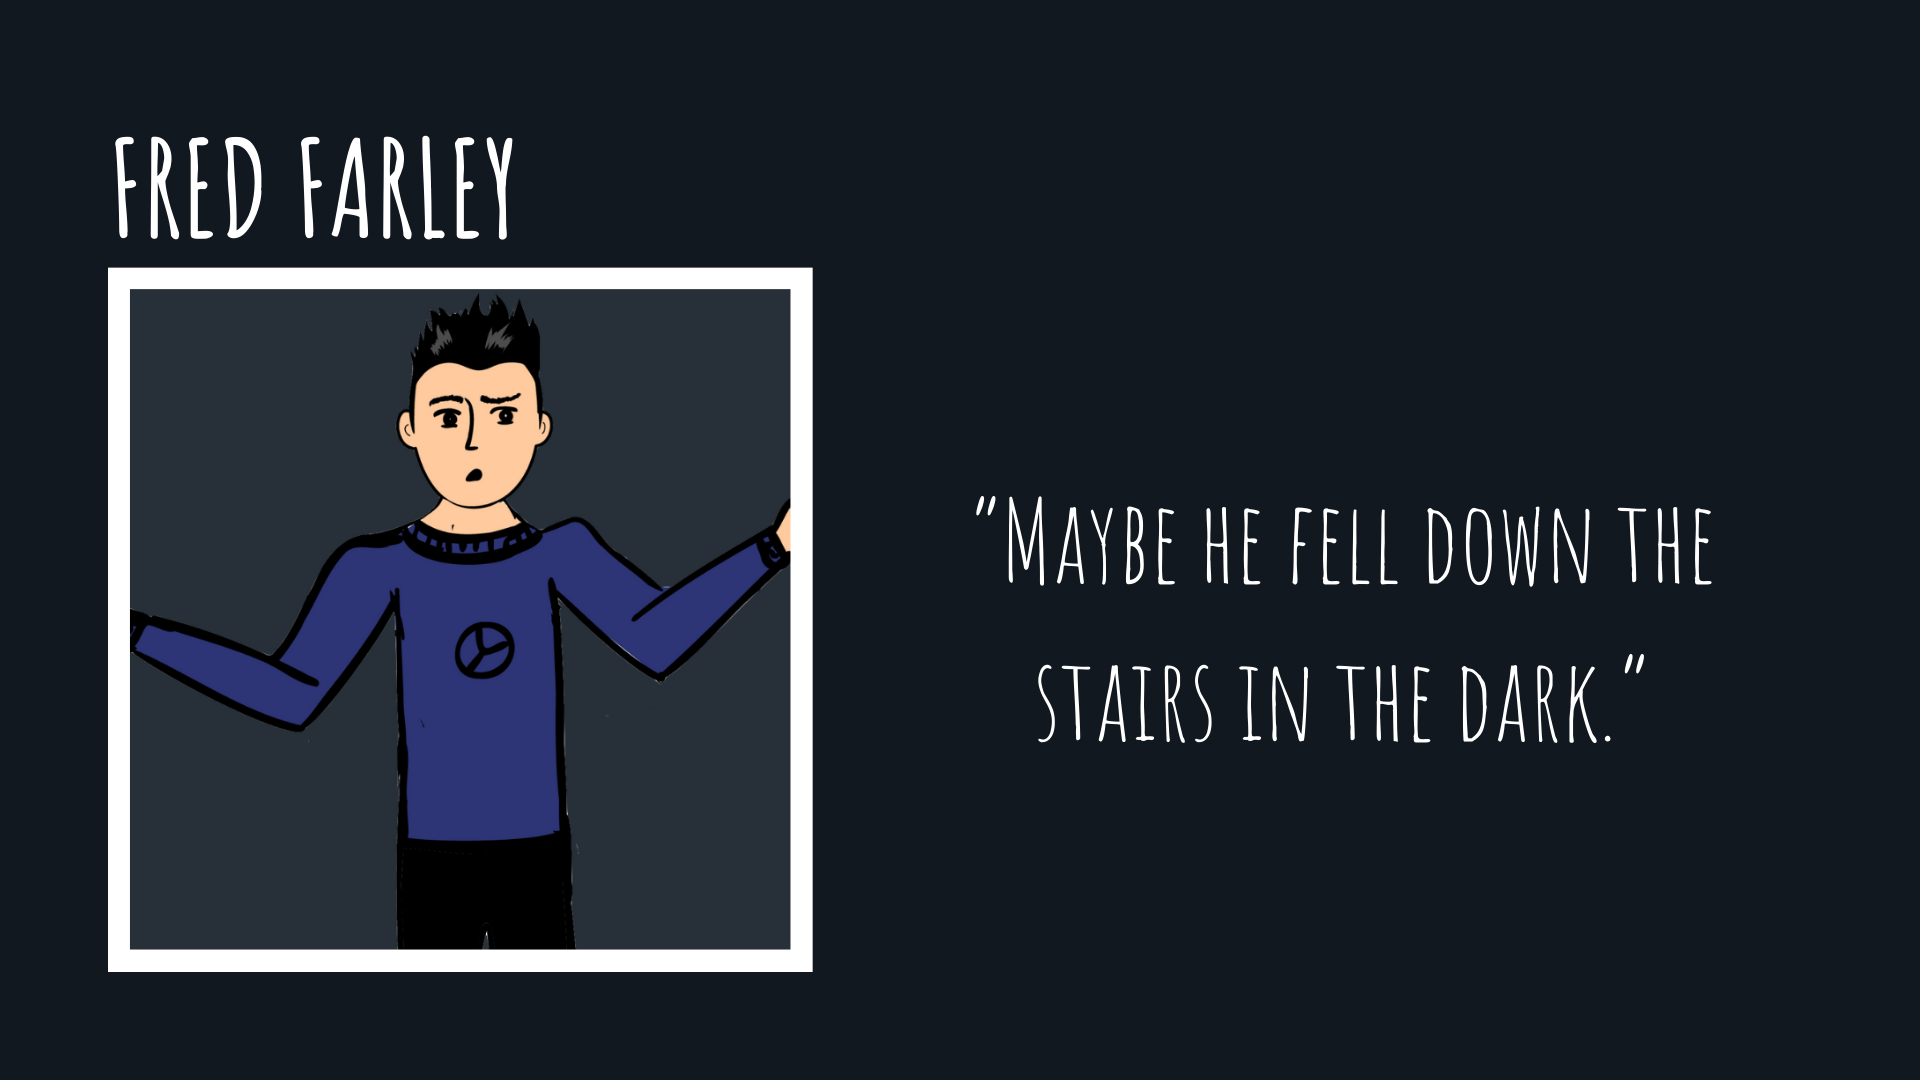 FRED FARLEY
"MAYBE HE FELL DOWN THE
STAIRS IN THE DARK."